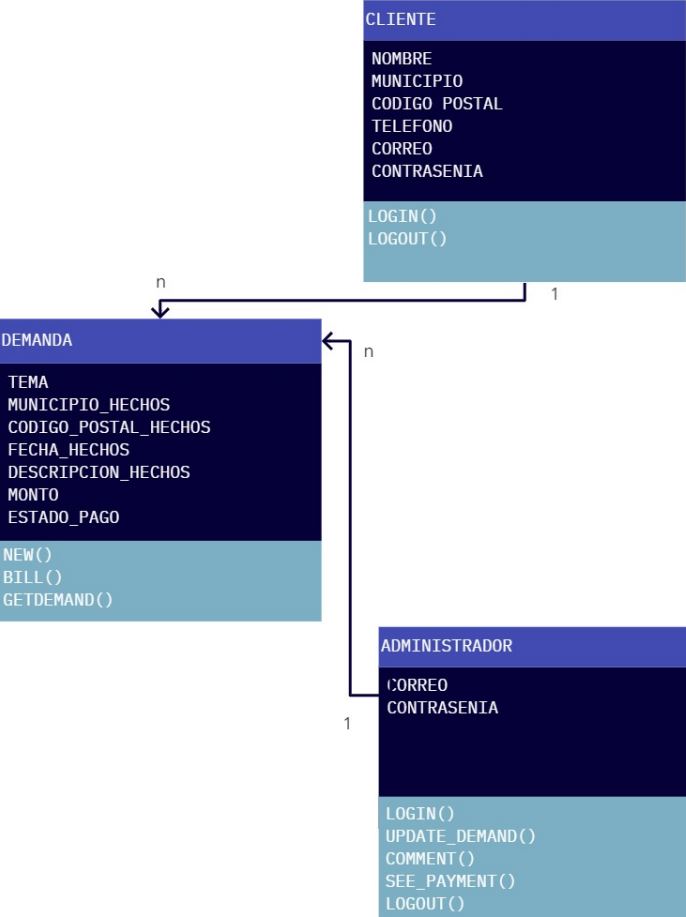 CLIENTE
NOMBRE
MUNICIPIO
CODIGO POSTAL
TELEFONO
CORREO
CONTRASENIA
LOGIN()
LOGOUT()
n
1
DEMANDA
n
TEMA
MUNICIPIO_HECHOS
CODIGO_POSTAL_HECHOS
FECHA_HECHOS
DESCRIPCION_HECHOS
MONTO
ESTADO_PAGO
NEW()
BILL()
GETDEMAND()
ADMINISTRADOR
CORREO
CONTRASENIA
1
LOGIN()
UPDATE_DEMAND()
COMMENT()
SEE_PAYMENT()
LOGOUT()